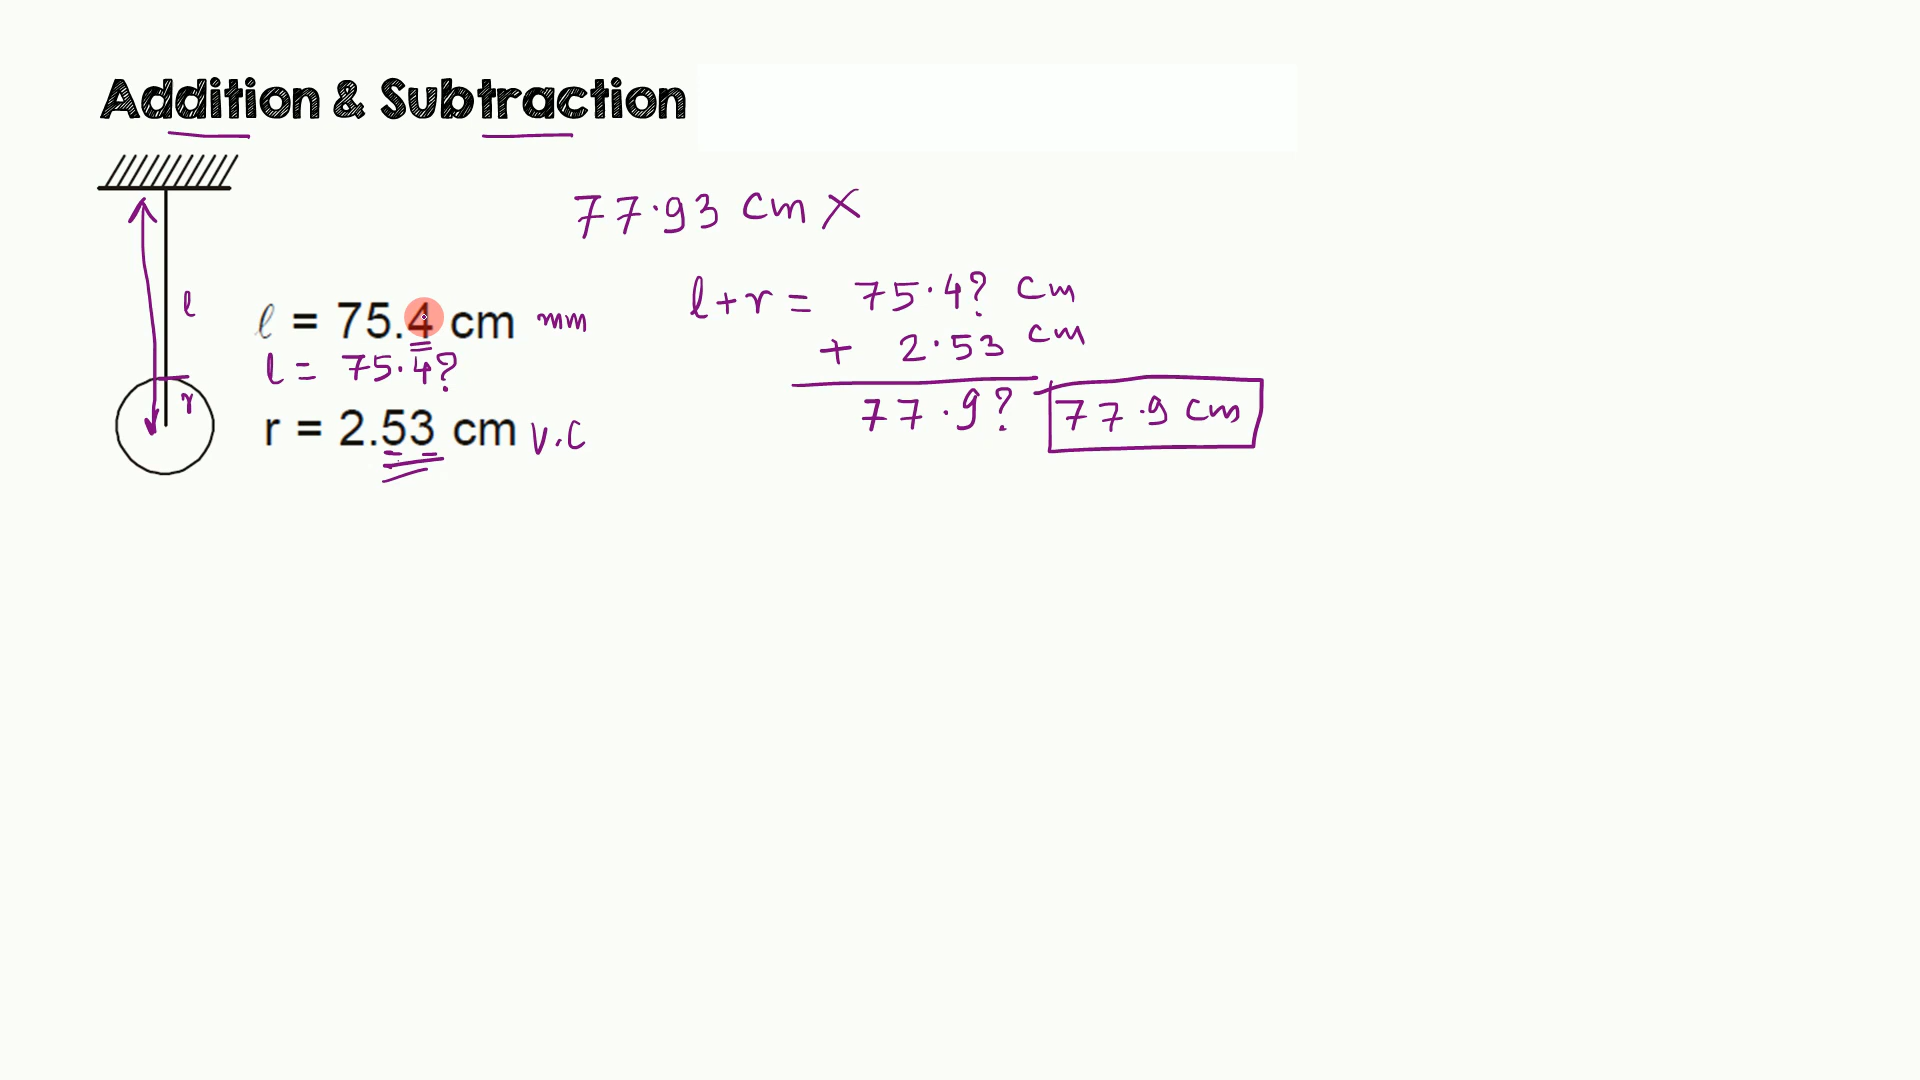 Addition & Subtraction
77.93 cm X
l
ℓ = 75.4 cm mm
l = 75.4?
r
r = 2.53 cm v.c
l+r = 75.4? cm
+ 2.53 cm
77.9?
77.9 cm